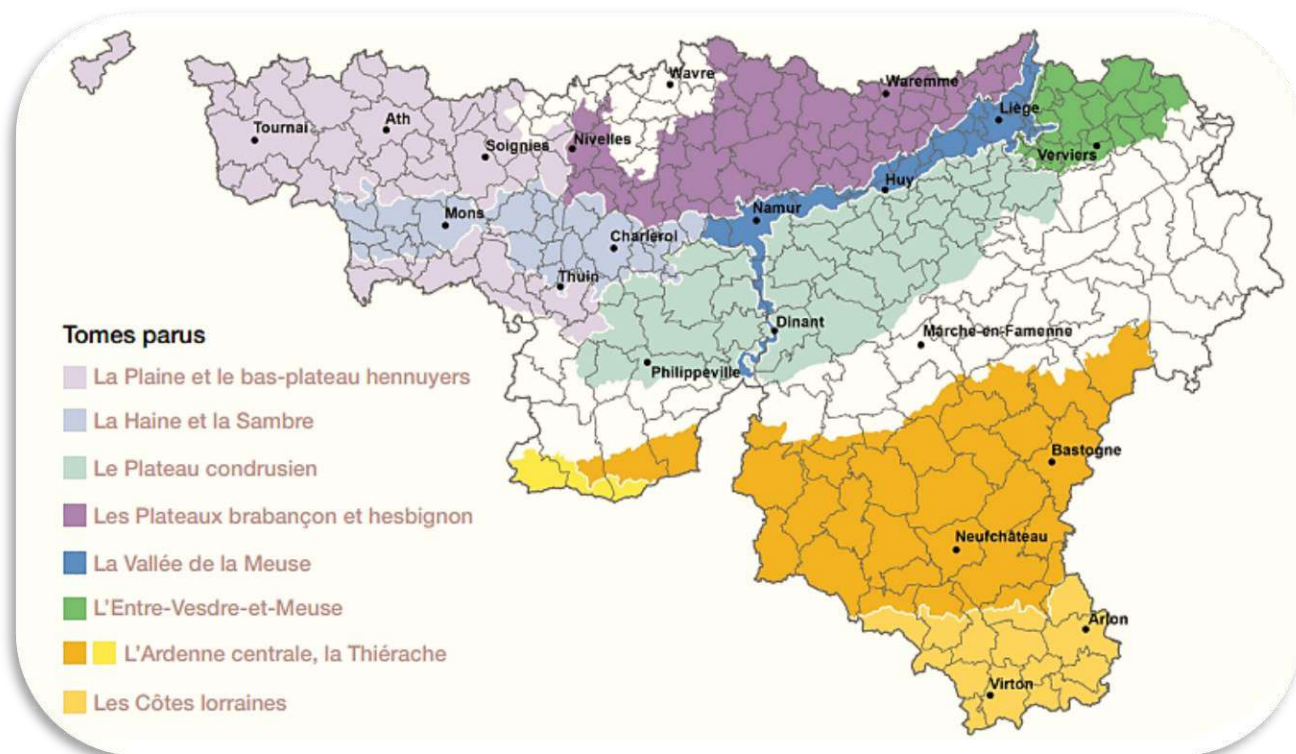 Wavre
Waremme
Liège
Ath
Tournai
Soignies
Nivelles
Verviers
Huy
Mons
Namur
Charleroi
Thuin
Dinant
Marche-en-Famenne
Philippeville
Bastogne
Neufchâteau
Arlon
Virton
Tomes parus
La Plaine et le bas-plateau hennuyers
La Haine et la Sambre
Le Plateau condrusien
Les Plateaux brabançon et hesbignon
La Vallée de la Meuse
L'Entre-Vesdre-et-Meuse
L'Ardenne centrale, la Thiérache
Les Côtes lorraines